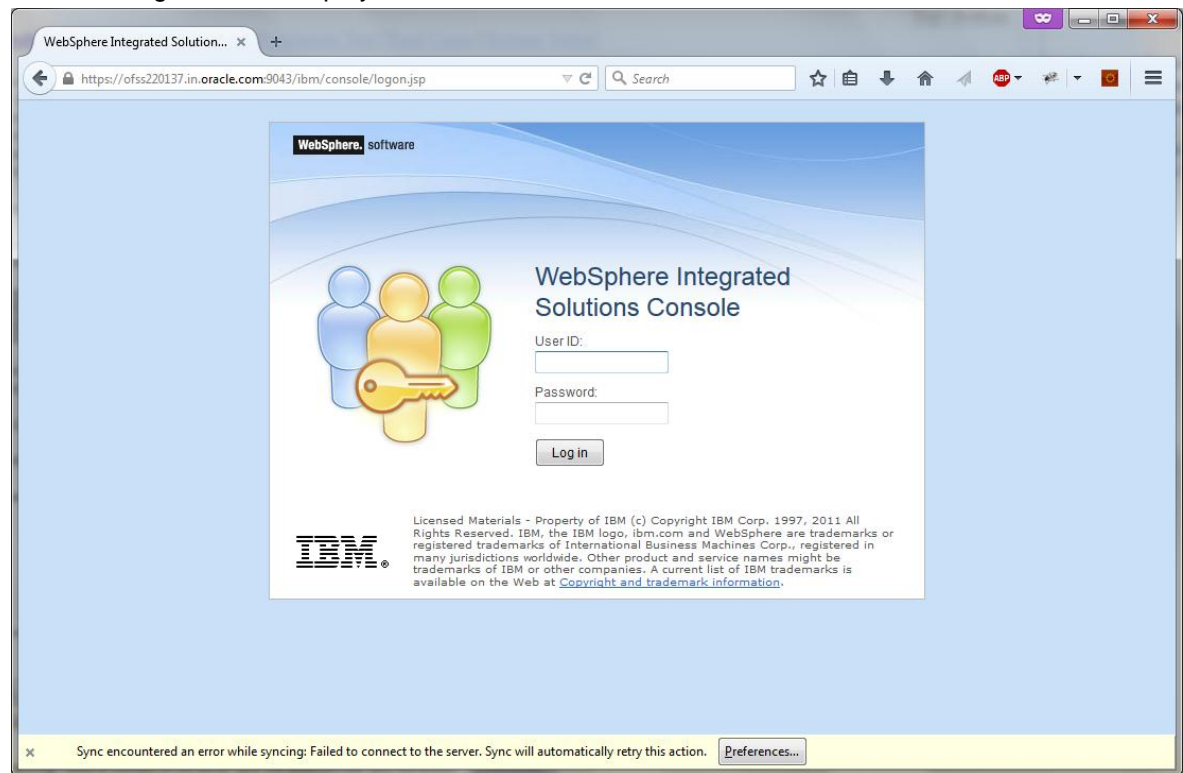 WebSphere Integrated Solution... × +
https://ofss220137.in.oracle.com:9043/ibm/console/logon.jsp
Search
ABP
WebSphere. software
WebSphere Integrated
Solutions Console
User ID:
Password:
Log in
IBM.
Licensed Materials - Property of IBM (c) Copyright IBM Corp. 1997, 2011 All
Rights Reserved. IBM, the IBM logo, ibm.com and WebSphere are trademarks or
registered trademarks of International Business Machines Corp., registered in
many jurisdictions worldwide. Other product and service names might be
trademarks of IBM or other companies. A current list of IBM trademarks is
available on the Web at Copyright and trademark information.
Sync encountered an error while syncing: Failed to connect to the server. Sync will automatically retry this action. Preferences...